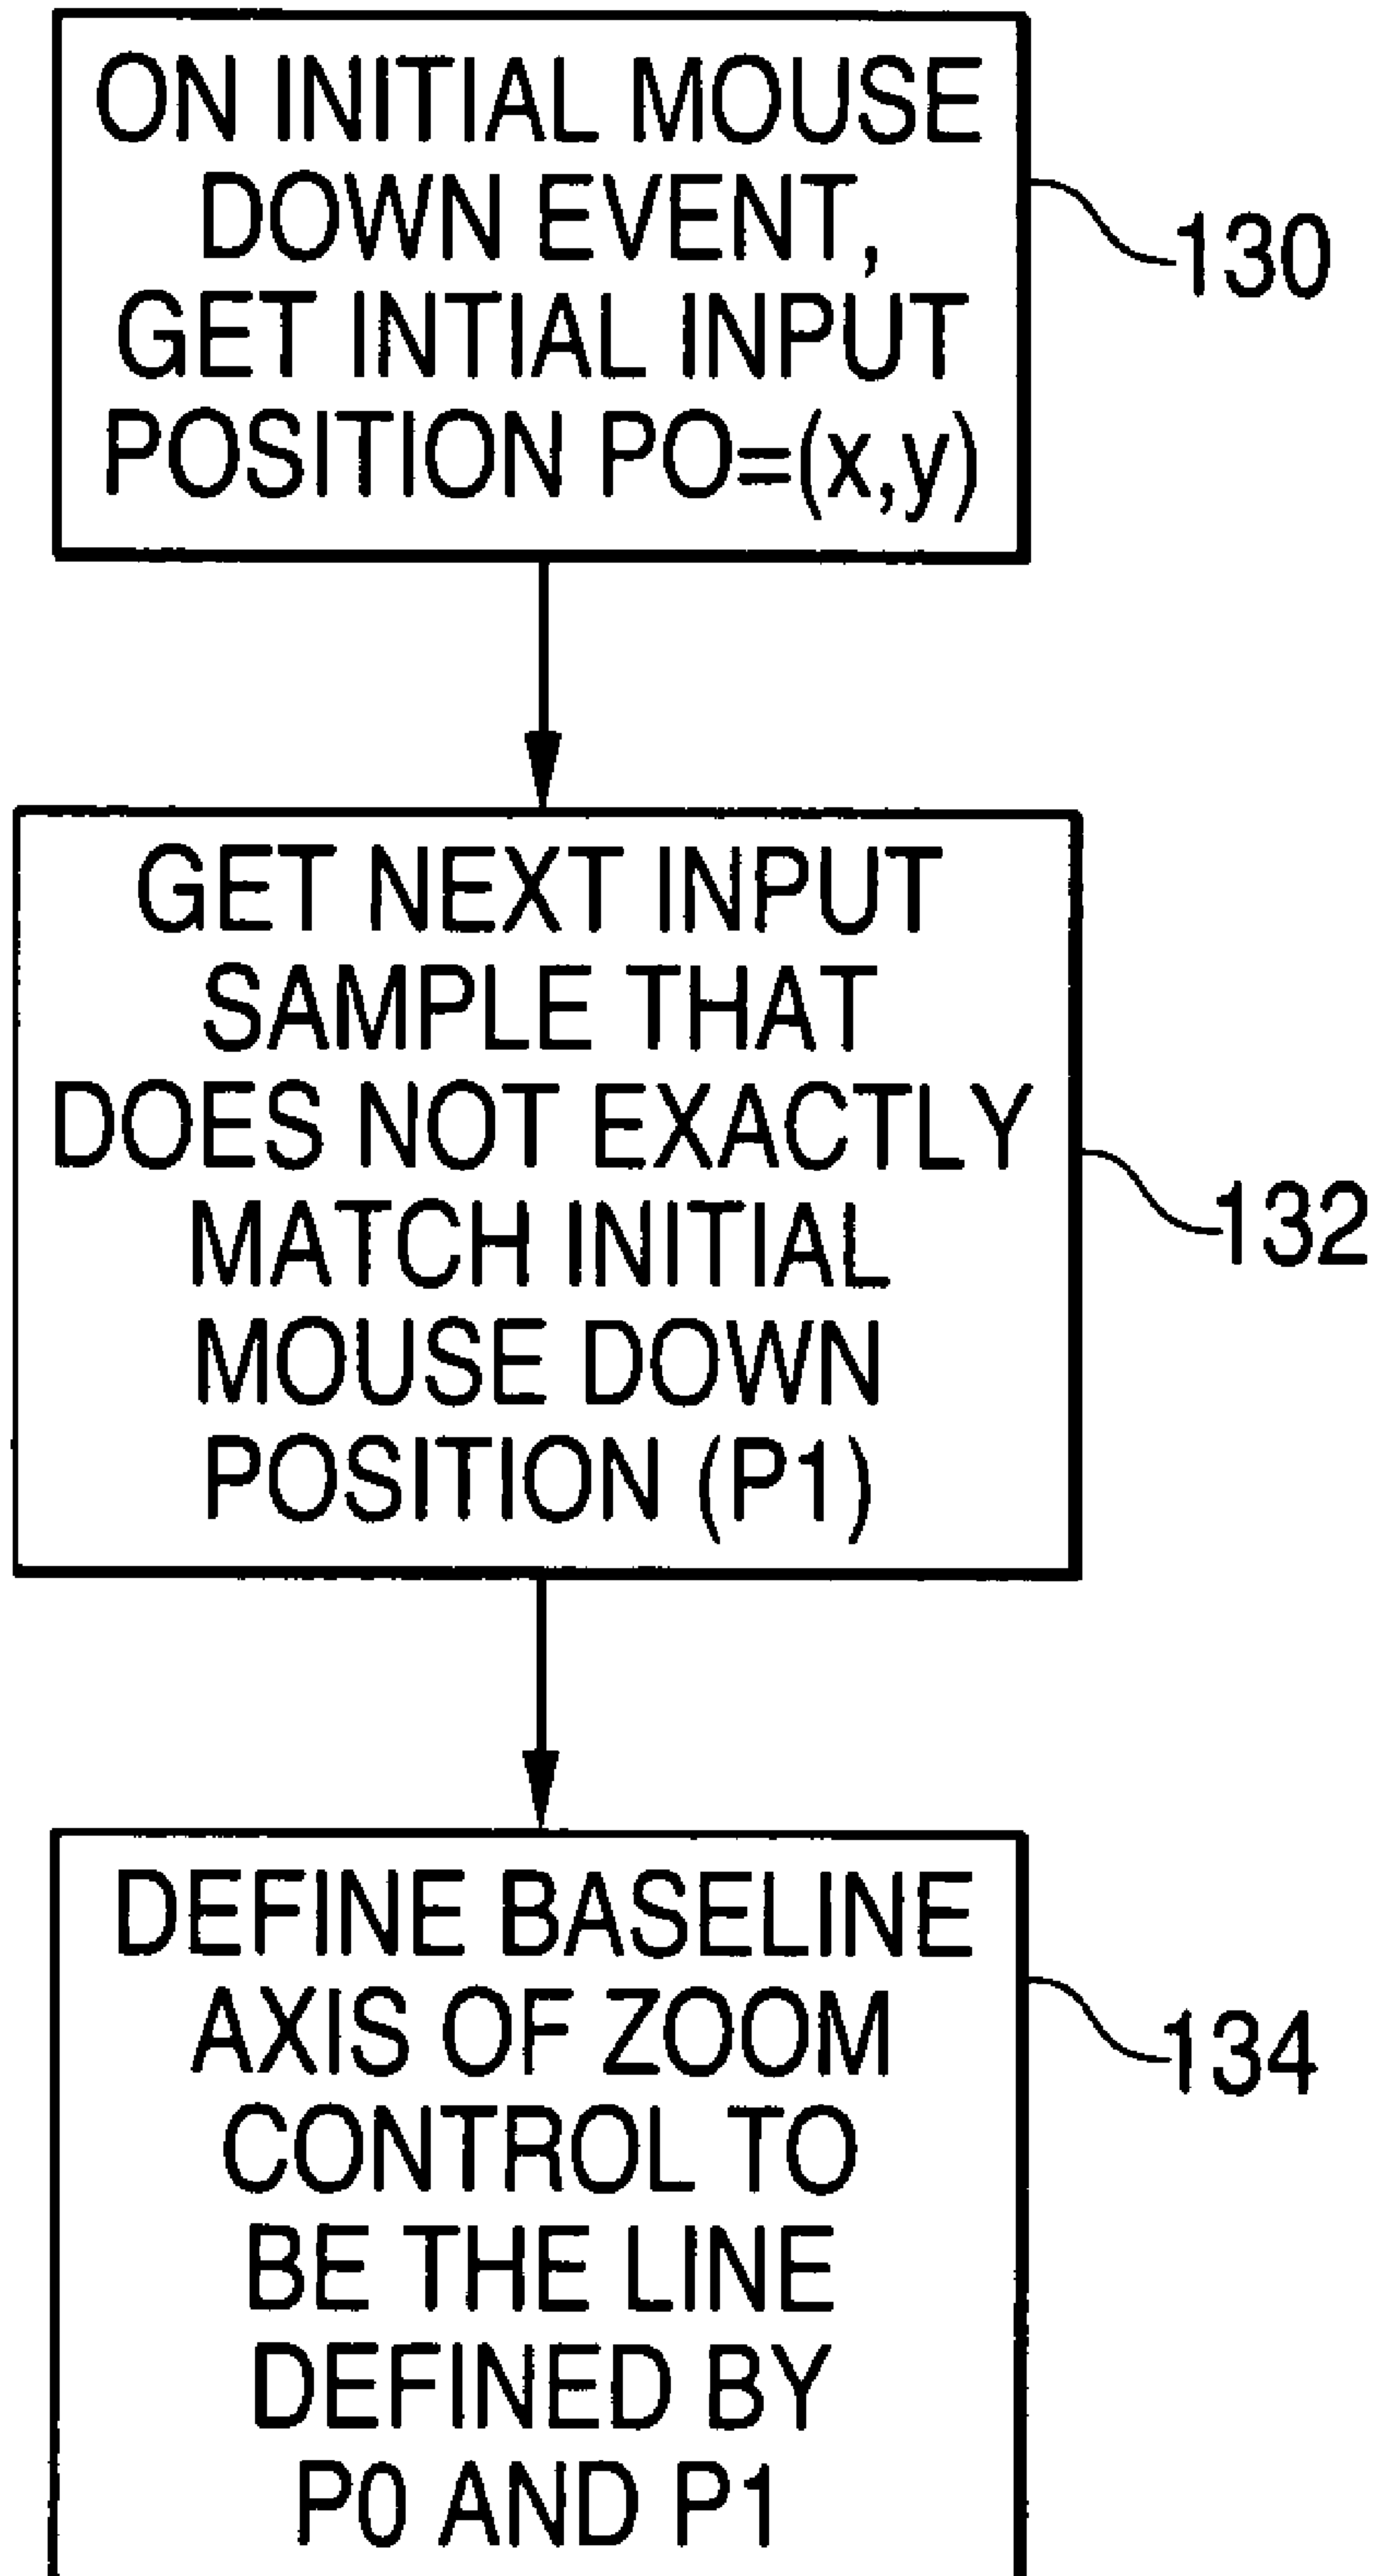 ON INITIAL MOUSE
DOWN EVENT,
GET INTIAL INPUT
POSITION PO=(x,y)
130
GET NEXT INPUT
SAMPLE THAT
DOES NOT EXACTLY
MATCH INITIAL
MOUSE DOWN
POSITION (P1)
132
DEFINE BASELINE
AXIS OF ZOOM
CONTROL TO
BE THE LINE
DEFINED BY
P0 AND P1
134